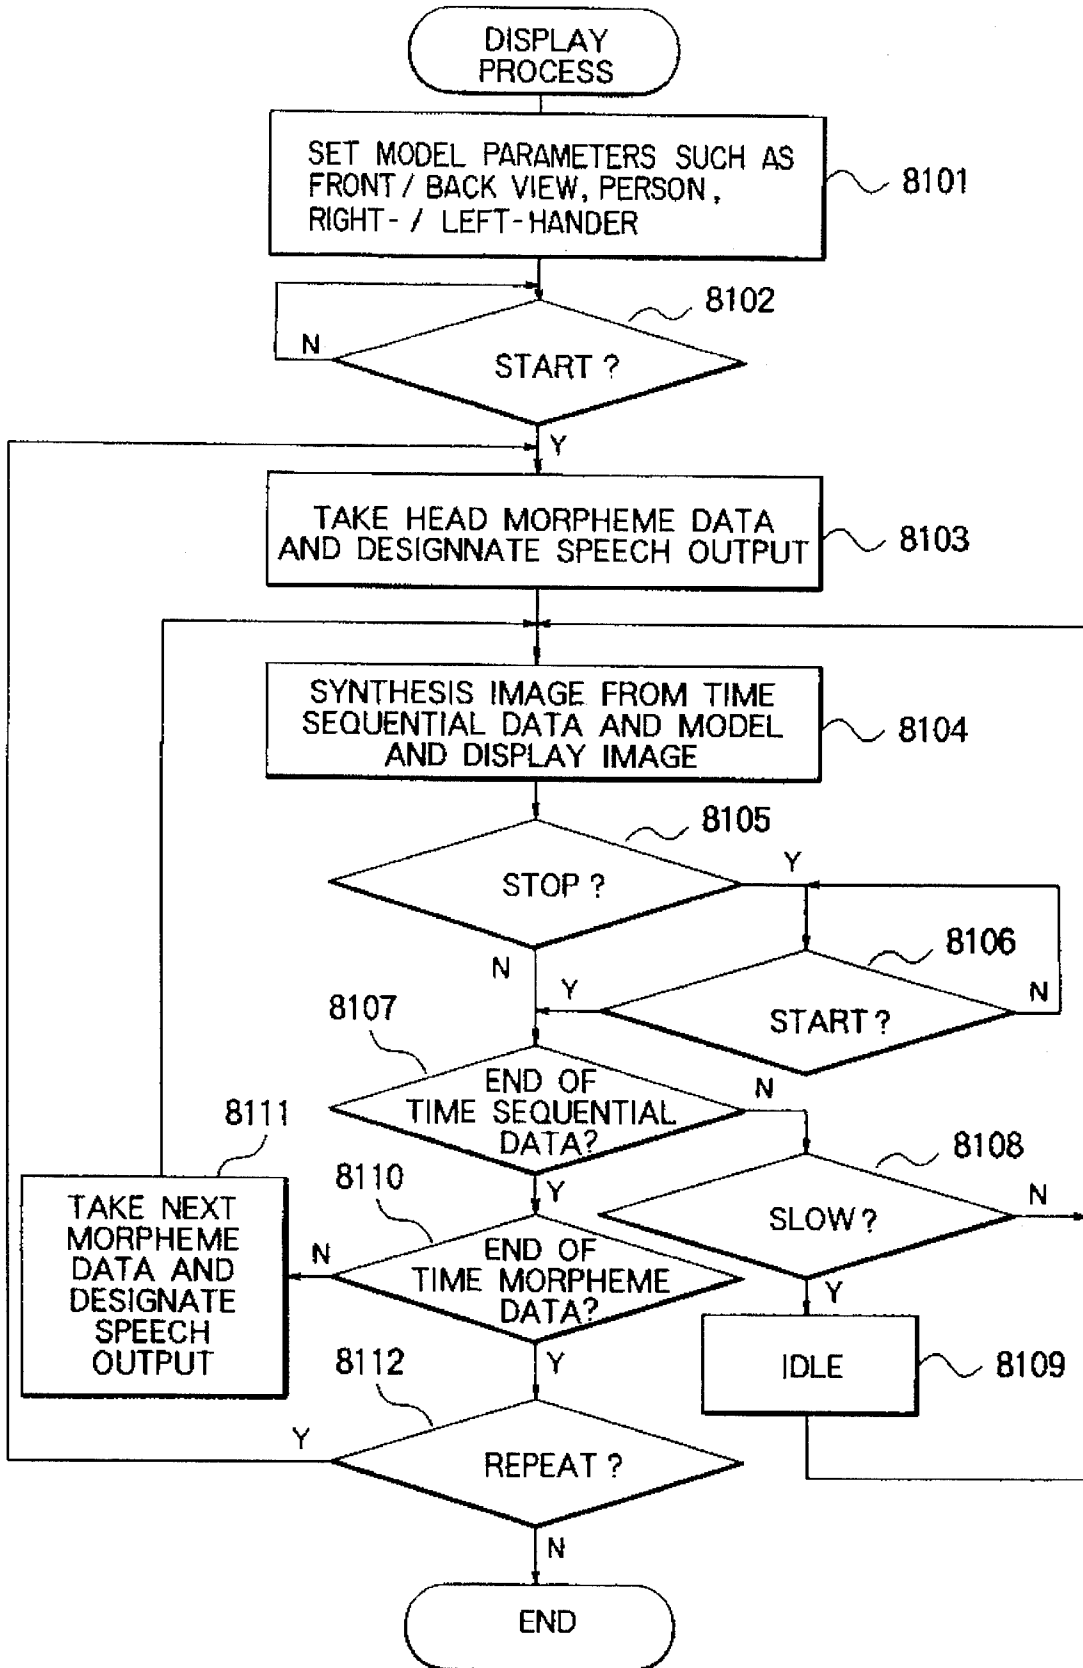 DISPLAY
PROCESS
SET MODEL PARAMETERS SUCH AS
FRONT / BACK VIEW, PERSON,
RIGHT- / LEFT-HANDER
8101
8102
N
START ?
Y
TAKE HEAD MORPHEME DATA
AND DESIGNNATE SPEECH OUTPUT
8103
SYNTHESIS IMAGE FROM TIME
SEQUENTIAL DATA AND MODEL
AND DISPLAY IMAGE
8104
8105
STOP ?
Y
N
8106
START ?
Y
N
8107
END OF
TIME SEQUENTIAL
DATA?
N
Y
8108
SLOW ?
N
Y
8111
TAKE NEXT
MORPHEME
DATA AND
DESIGNATE
SPEECH
OUTPUT
8110
END OF
TIME MORPHEME
DATA?
N
Y
IDLE
8109
8112
REPEAT ?
Y
N
END